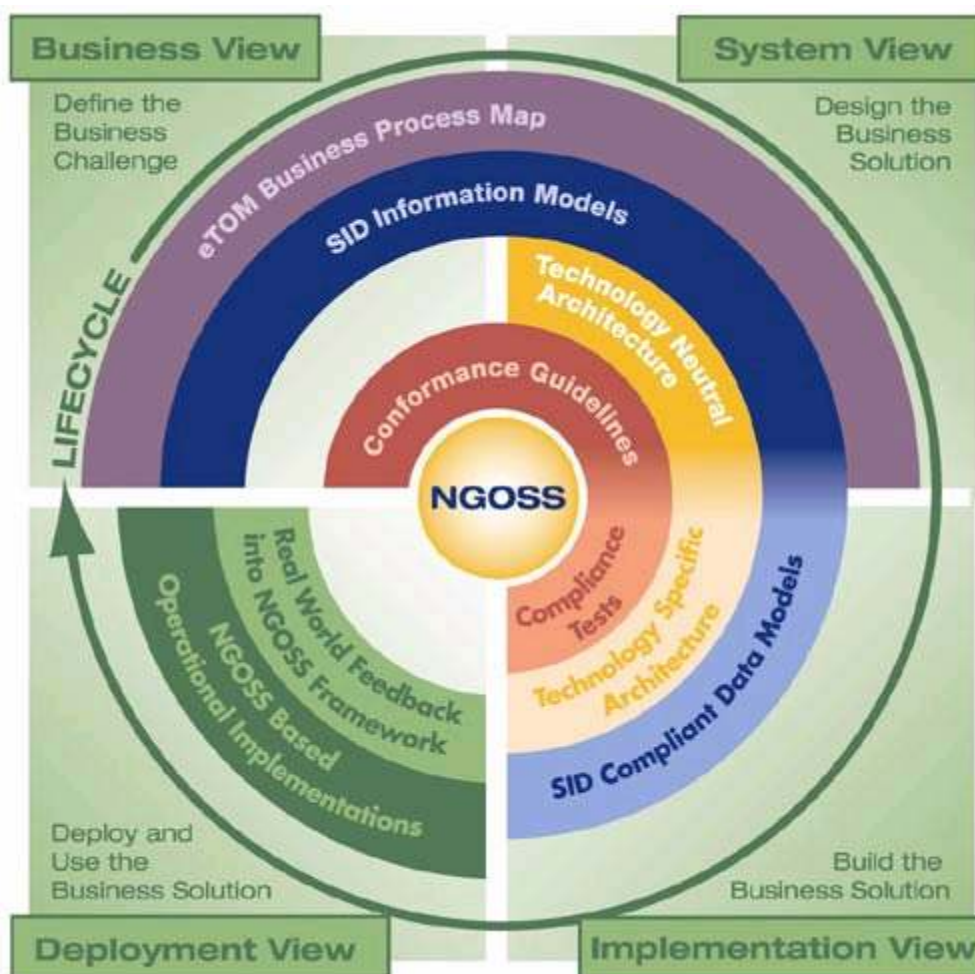 Business View
Define the
Business
Challenge
System View
Design the
Business
Solution
LIFECYCLE
eTOM Business Process Map
SID Information Models
Technology Neutral
Architecture
Conformance Guidelines
NGOSS
Compliance
Tests
Technology Specific
Architecture
SID Compliant Data Models
Real World Feedback
into NGOSS Framework
NGOSS Based
Operational Implementations
Deploy and
Use the
Business Solution
Deployment View
Build the
Business Solution
Implementation View